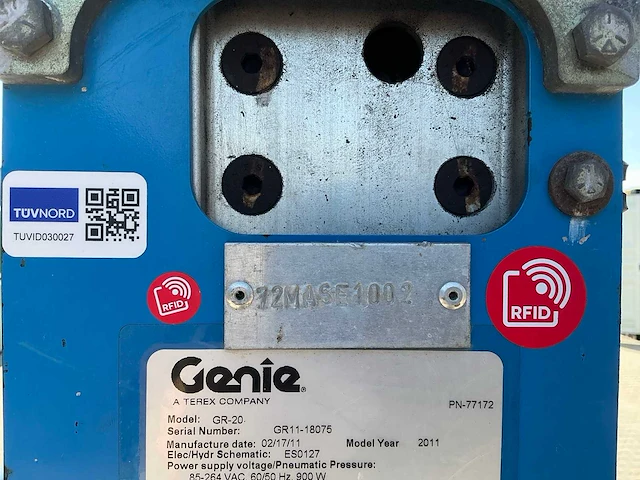 TÜVNORD
TUVID030027
22MASE1002
RFID
RFID
Genie®
A TEREX COMPANY
PN-77172
Model: GR-20
Serial Number: GR11-18075
Manufacture date: 02/17/11 Model Year 2011
Elec/Hydr Schematic: ES0127
Power supply voltage/Pneumatic Pressure:
85-264 VAC, 60/50 Hz, 900 W